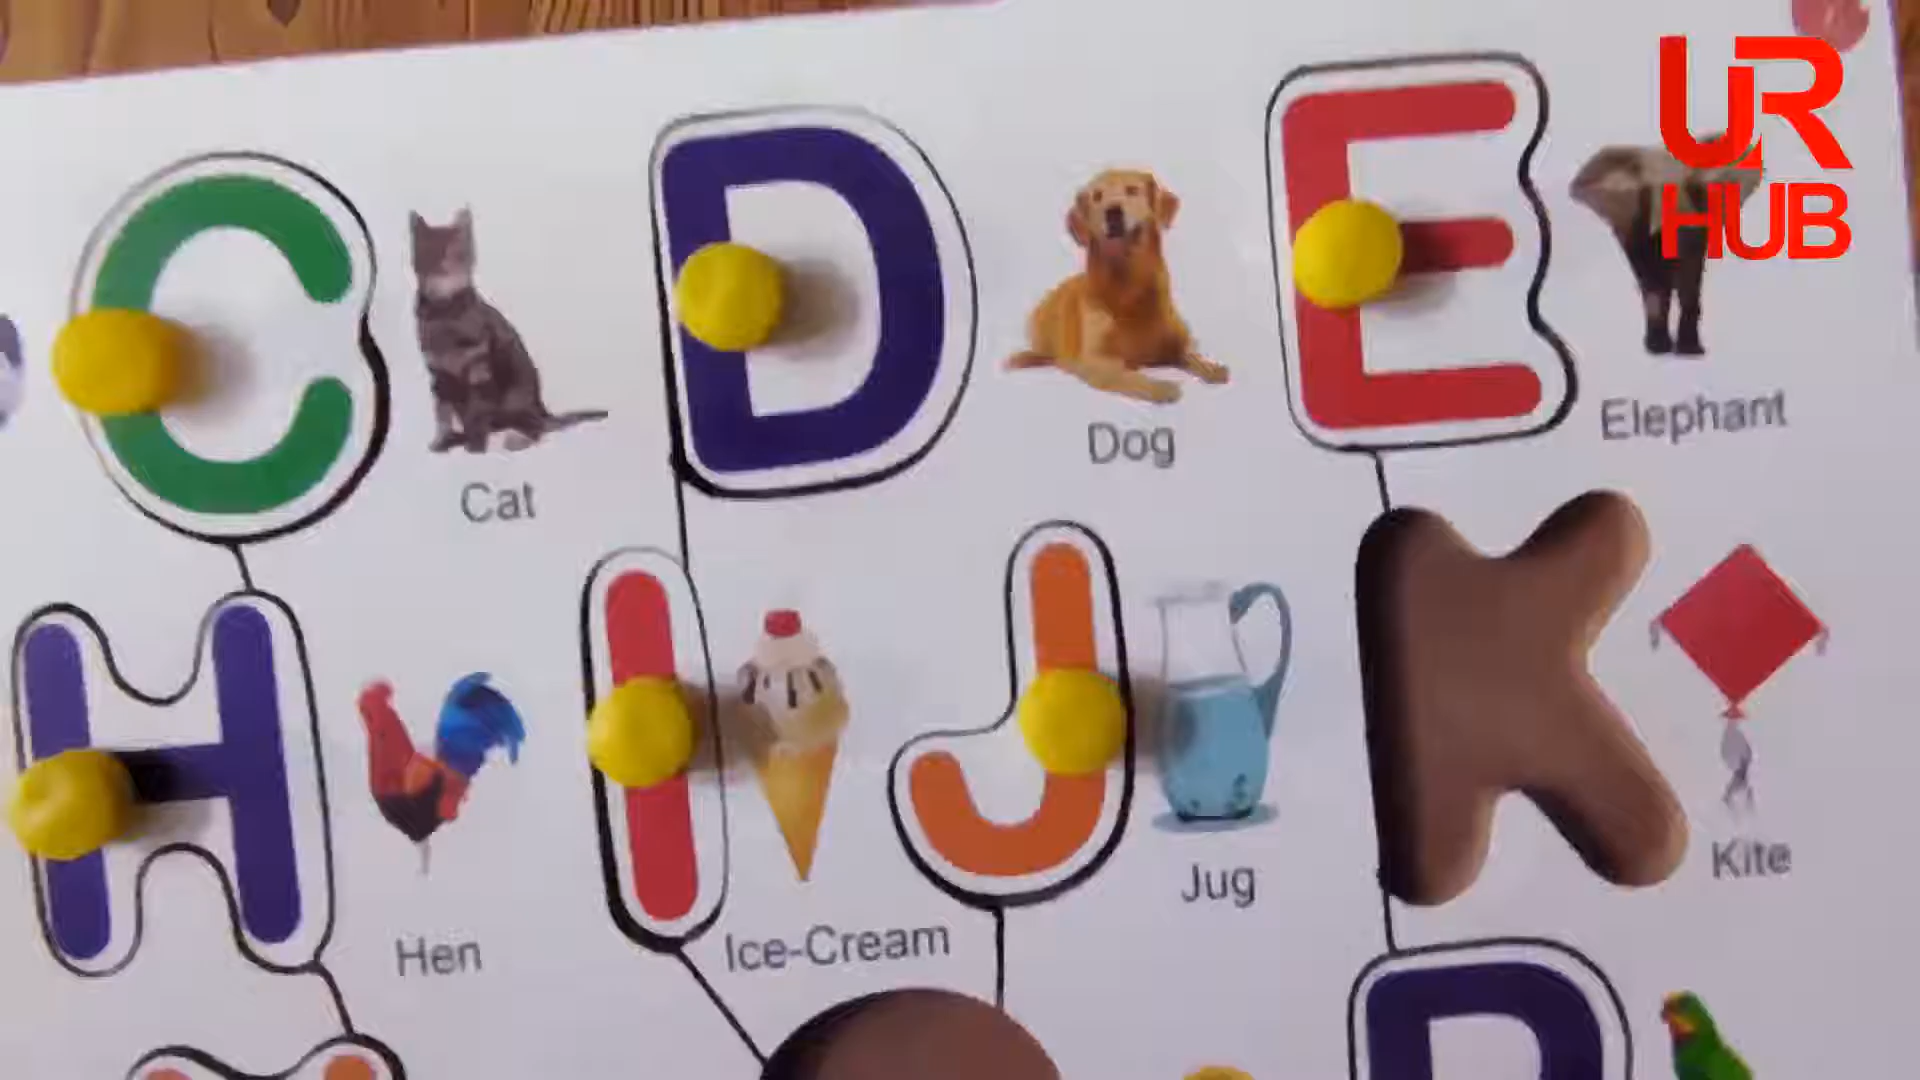 UR
HUB
C
Cat
D
Dog
E
Elephant
H
Hen
I
Ice-Cream
J
Jug
K
Kite